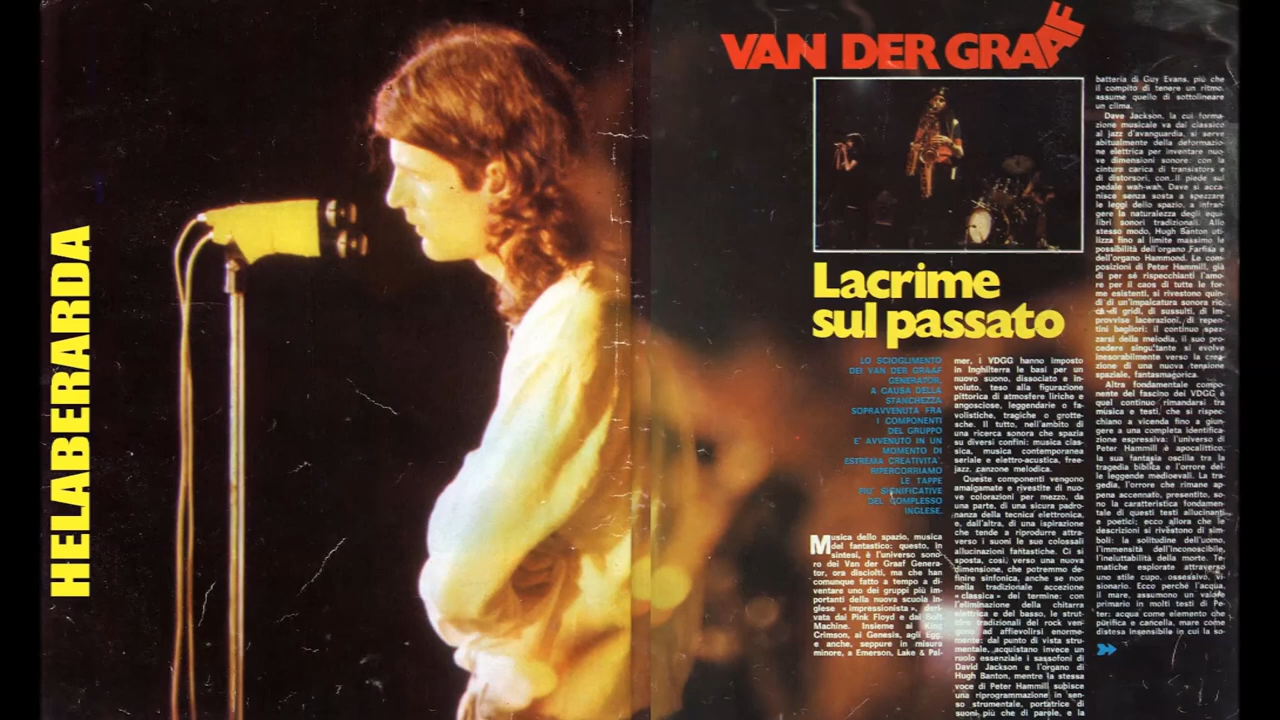 HELABERARDA
VAN DER GRAAF
Lacrime
sul passato
LO SCIOGLIMENTO
DEI VAN DER GRAAF
GENERATOR,
A CAUSA DELLA
STANCHEZZA
SOPRAVVENUTA FRA
I COMPONENTI
DEL GRUPPO
E' AVVENUTO IN UN
MOMENTO DI
ESTREMA CREATIVITA'.
RIPERCORRIAMO
LE TAPPE
PIU' SIGNIFICATIVE
DEL COMPLESSO
INGLESE.
Musica dello spazio, musica
del fantastico: questo, in
sintesi, è l'universo sono-
ro dei Van der Graaf Genera-
tor, ora disciolti, ma che han
comunque fatto a tempo a di-
ventare uno dei gruppi più im-
portanti della nuova scuola in-
glese «impressionista», deri-
vata dai Pink Floyd e dai Soft
Machine. Insieme ai King
Crimson, ai Genesis, agli Egg,
e anche, seppure in misura
minore, a Emerson, Lake & Pal-
mer, i VDGG hanno imposto
in Inghilterra le basi per un
nuovo suono, dissociato e in-
voluto, teso alla figurazione
pittorica di atmosfere liriche e
angosciose, leggendarie o fa-
volistiche, tragiche o grotte-
sche. Il tutto, nell'ambito di
una ricerca sonora che spazia
su diversi confini: musica clas-
sica, musica contemporanea
seriale e elettro-acustica, free-
jazz, canzone melodica.
Queste componenti vengono
amalgamate e rivestite di nuo-
ve colorazioni per mezzo, da
una parte, di una sicura padro-
nanza della tecnica elettronica,
e, dall'altra, di una ispirazione
che tende a riprodurre attra-
verso i suoni le sue colossali
allucinazioni fantastiche. Ci si
sposta, così, verso una nuova
dimensione, che potremmo de-
finire sinfonica, anche se non
nella tradizionale accezione
«classica» del termine: con
l'eliminazione della chitarra
elettrica e del basso, le strut-
ture tradizionali del rock ven-
gono ad affievolirsi enorme-
mente: dal punto di vista stru-
mentale, acquistano invece un
ruolo essenziale i sassofoni di
David Jackson e l'organo di
Hugh Banton, mentre la stessa
voce di Peter Hammill subisce
una riprogrammazione in sen-
so strumentale, portatrice di
suoni più che di parole, e la
batteria di Guy Evans, più che
il compito di tenere un ritmo,
assume quello di sottolineare
un clima.
Dave Jackson, la cui forma-
zione musicale va dal classico
al jazz d'avanguardia, si serve
abitualmente della deformazio-
ne elettrica per inventare nuo-
ve dimensioni sonore: con la
cintura carica di transistors e
di distorsori, con il piede sul
pedale wah-wah, Dave si acca-
nisce senza sosta a spezzare
le leggi dello spazio, a infran-
gere la naturalezza degli equi-
libri sonori tradizionali. Allo
stesso modo, Hugh Banton uti-
lizza fino al limite massimo le
possibilità dell'organo Farfisa e
dell'organo Hammond. Le com-
posizioni di Peter Hammill, già
di per sé rispecchianti l'amo-
re per il caos di tutte le for-
me esistenti, si rivestono quin-
di di un'impalcatura sonora ric-
ca di gridi, di sussulti, di im-
provvise lacerazioni, di repen-
tini bagliori: il continuo spez-
zarsi della melodia, il suo pro-
cedere singultante si evolve
inesorabilmente verso la crea-
zione di una nuova tensione
spaziale, fantasmagorica.
Altra fondamentale compo-
nente del fascino dei VDGG è
quel continuo rimandarsi tra
musica e testi, che si rispec-
chiano a vicenda fino a giun-
gere a una completa identifica-
zione espressiva: l'universo di
Peter Hammill è apocalittico,
la sua fantasia oscilla tra la
tragedia biblica e l'orrore del-
le leggende medioevali. La tra-
gedia, l'orrore che rimane ap-
pena accennato, presentito, so-
no la caratteristica fondamen-
tale di questi testi allucinanti
e poetici; ecco allora che le
descrizioni si rivestono di sim-
boli: la solitudine dell'uomo,
l'immensità dell'inconoscibile,
l'ineluttabilità della morte. Te-
matiche esplorate attraverso
uno stile cupo, ossessivo, vi-
sionario. Ecco perché l'acqua,
il mare, assumono un valore
primario in molti testi di Pe-
ter: acqua come elemento che
purifica e cancella, mare come
distesa insensibile in cui la so-